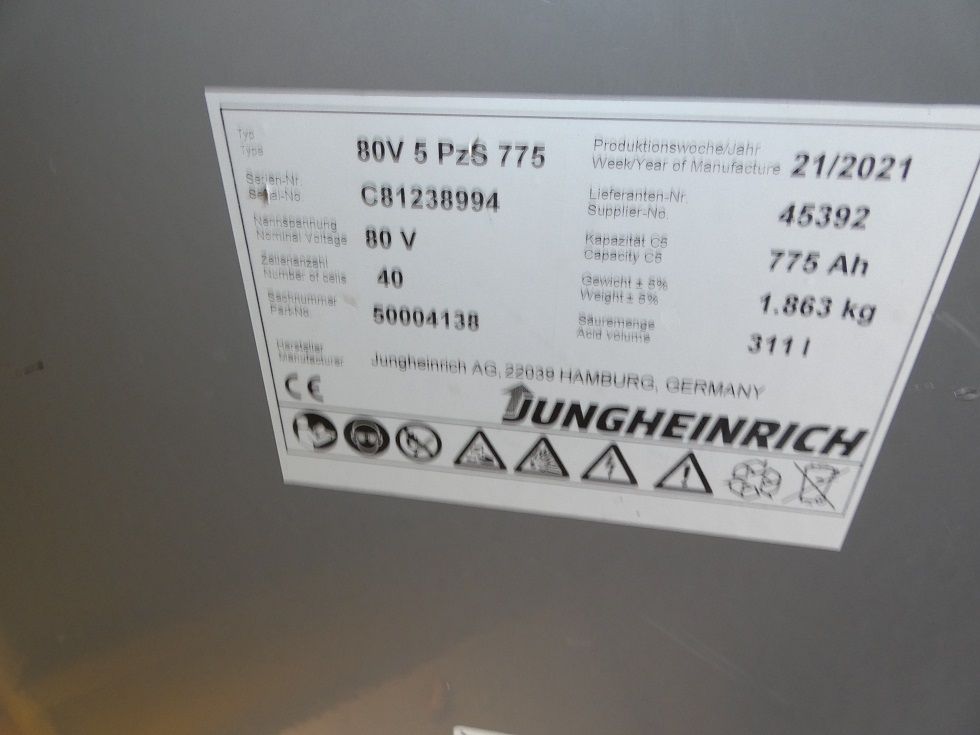 Typ
Type
80V 5 PzS 775
Produktionswoche/Jahr
Week/Year of Manufacture
21/2021
Serien-Nr.
Serial-No.
C81238994
Lieferanten-Nr.
Supplier-No.
45392
Nennspannung
Nominal Voltage
80 V
Kapazität C5
Capacity C5
775 Ah
Zellenanzahl
Number of cells
40
Gewicht ± 5%
Weight ± 5%
1.863 kg
Sachnummer
Part-No.
50004138
Säuremenge
Acid volume
311 l
Hersteller
Manufacturer
Jungheinrich AG, 22039 HAMBURG, GERMANY
CE
JUNGHEINRICH